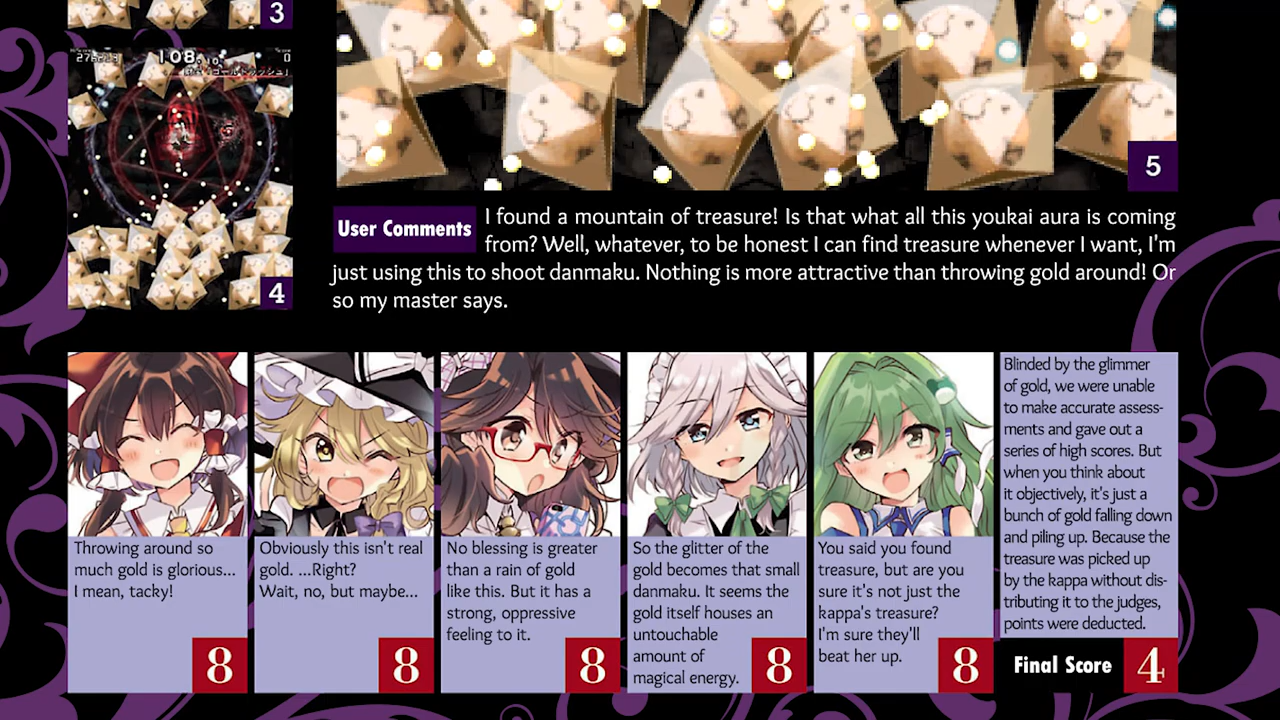 3
108.
0
4
5
User Comments
I found a mountain of treasure! Is that what all this youkai aura is coming
from? Well, whatever, to be honest I can find treasure whenever I want, I'm
just using this to shoot danmaku. Nothing is more attractive than throwing gold around! Or
so my master says.
Throwing around so
much gold is glorious...
I mean, tacky!
8
Obviously this isn't real
gold. ...Right?
Wait, no, but maybe...
8
No blessing is greater
than a rain of gold
like this. But it has a
strong, oppressive
feeling to it.
8
So the glitter of the
gold becomes that small
danmaku. It seems the
gold itself houses an
untouchable
amount of
magical energy.
8
You said you found
treasure, but are you
sure it's not just the
kappa's treasure?
I'm sure they'll
beat her up.
8
Blinded by the glimmer
of gold, we were unable
to make accurate assess-
ments and gave out a
series of high scores. But
when you think about
it objectively, it's just a
bunch of gold falling down
and piling up. Because the
treasure was picked up
by the kappa without dis-
tributing it to the judges,
points were deducted.
Final Score
4